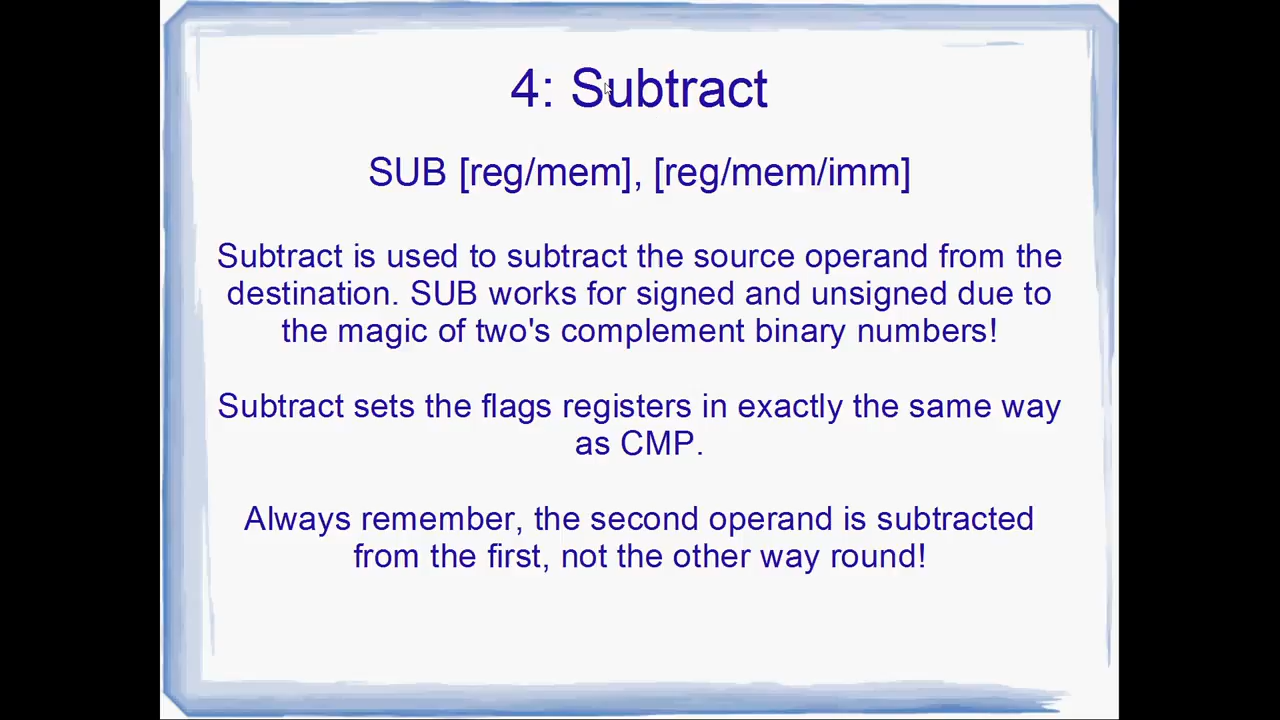 4: Subtract
SUB [reg/mem], [reg/mem/imm]
Subtract is used to subtract the source operand from the
destination. SUB works for signed and unsigned due to
the magic of two's complement binary numbers!
Subtract sets the flags registers in exactly the same way
as CMP.
Always remember, the second operand is subtracted
from the first, not the other way round!